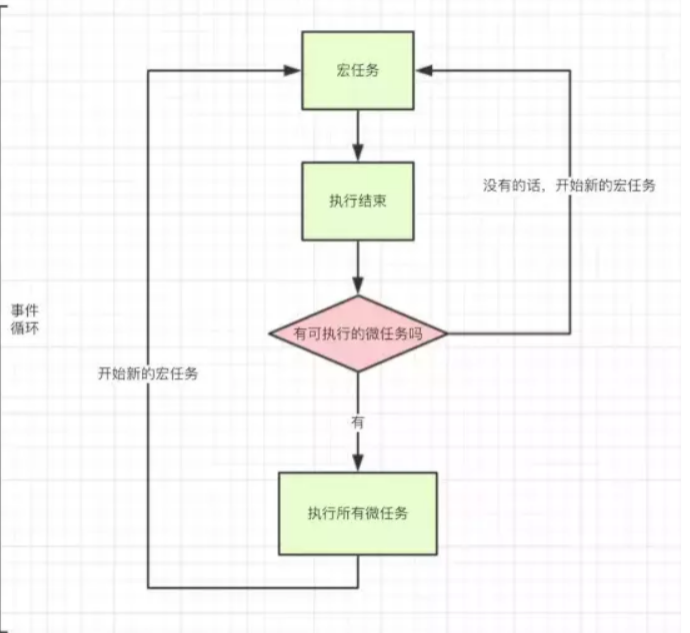 宏任务
执行结束
没有的话，开始新的宏任务
事件
循环
有可执行的微任务吗
开始新的宏任务
有
执行所有微任务